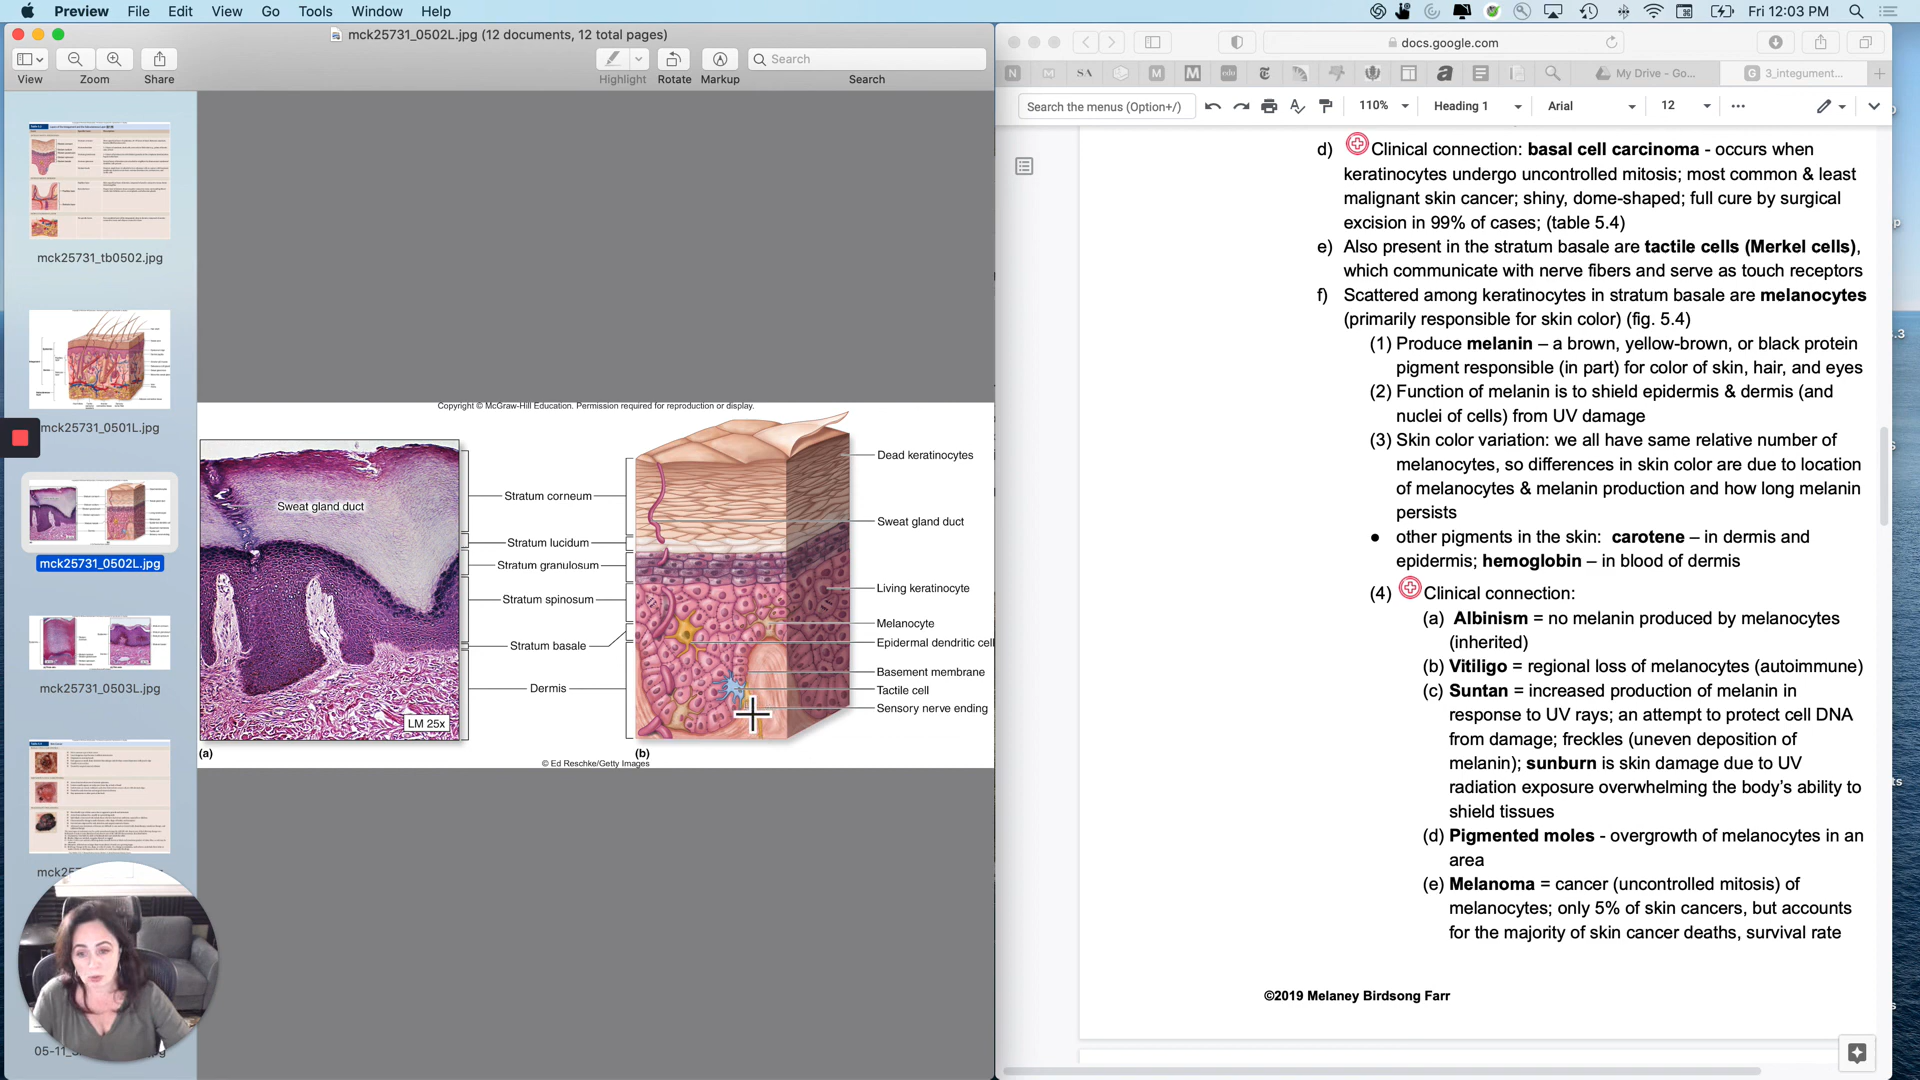 Preview File Edit View Go Tools Window Help
Fri 12:03 PM
mck25731_0502L.jpg (12 documents, 12 total pages)
View
Zoom
Share
Highlight
Rotate
Markup
Search
Search
mck25731_tb0502.jpg
mck25731_0501L.jpg
mck25731_0502L.jpg
mck25731_0503L.jpg
Copyright © McGraw-Hill Education. Permission required for reproduction or display.
Sweat gland duct
LM 25x
(a)
Stratum corneum
Stratum lucidum
Stratum granulosum
Stratum spinosum
Stratum basale
Dermis
Dead keratinocytes
Sweat gland duct
Living keratinocyte
Melanocyte
Epidermal dendritic cell
Basement membrane
Tactile cell
Sensory nerve ending
(b)
© Ed Reschke/Getty Images
docs.google.com
My Drive - Go...
3_integument...
Search the menus (Option+/)
110%
Heading 1
Arial
12
d) Clinical connection: basal cell carcinoma - occurs when
keratinocytes undergo uncontrolled mitosis; most common & least
malignant skin cancer; shiny, dome-shaped; full cure by surgical
excision in 99% of cases; (table 5.4)
e) Also present in the stratum basale are tactile cells (Merkel cells),
which communicate with nerve fibers and serve as touch receptors
f) Scattered among keratinocytes in stratum basale are melanocytes
(primarily responsible for skin color) (fig. 5.4)
(1) Produce melanin – a brown, yellow-brown, or black protein
pigment responsible (in part) for color of skin, hair, and eyes
(2) Function of melanin is to shield epidermis & dermis (and
nuclei of cells) from UV damage
(3) Skin color variation: we all have same relative number of
melanocytes, so differences in skin color are due to location
of melanocytes & melanin production and how long melanin
persists
● other pigments in the skin: carotene – in dermis and
epidermis; hemoglobin – in blood of dermis
(4) Clinical connection:
(a) Albinism = no melanin produced by melanocytes
(inherited)
(b) Vitiligo = regional loss of melanocytes (autoimmune)
(c) Suntan = increased production of melanin in
response to UV rays; an attempt to protect cell DNA
from damage; freckles (uneven deposition of
melanin); sunburn is skin damage due to UV
radiation exposure overwhelming the body's ability to
shield tissues
(d) Pigmented moles - overgrowth of melanocytes in an
area
(e) Melanoma = cancer (uncontrolled mitosis) of
melanocytes; only 5% of skin cancers, but accounts
for the majority of skin cancer deaths, survival rate
©2019 Melaney Birdsong Farr